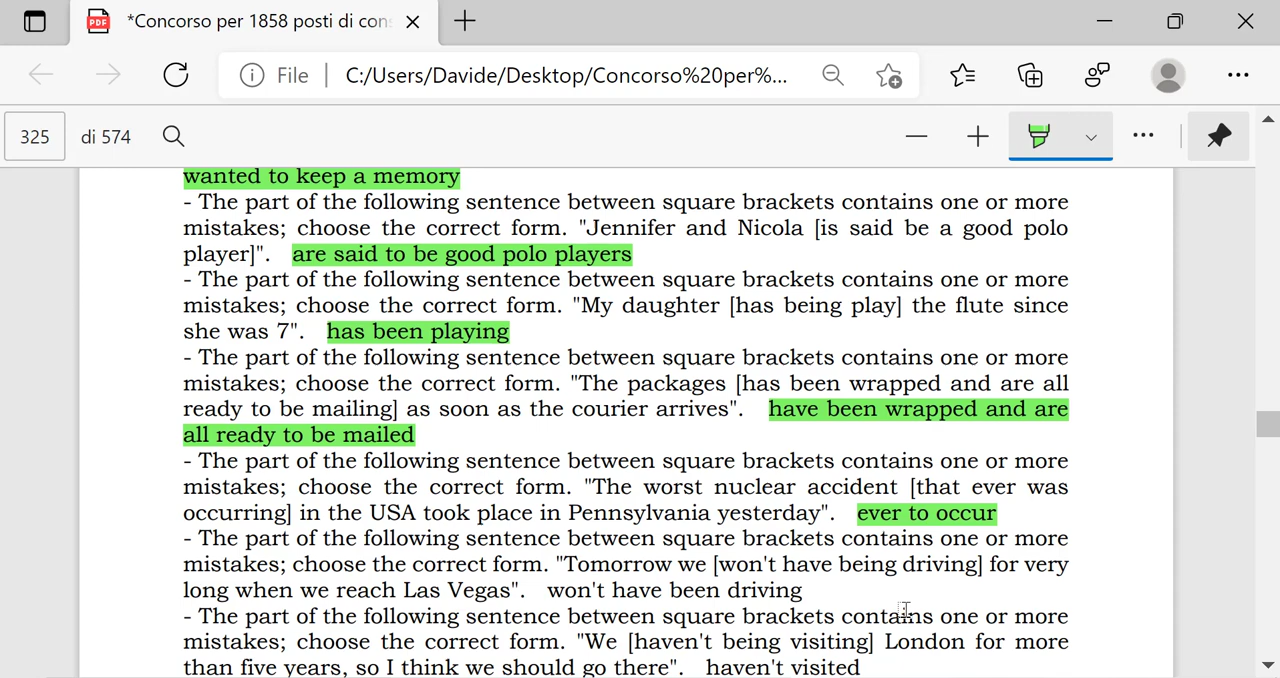 *Concorso per 1858 posti di con
File | C:/Users/Davide/Desktop/Concorso%20per%...
325 di 574
wanted to keep a memory
- The part of the following sentence between square brackets contains one or more
mistakes; choose the correct form. "Jennifer and Nicola [is said be a good polo
player]". are said to be good polo players
- The part of the following sentence between square brackets contains one or more
mistakes; choose the correct form. "My daughter [has being play] the flute since
she was 7". has been playing
- The part of the following sentence between square brackets contains one or more
mistakes; choose the correct form. "The packages [has been wrapped and are all
ready to be mailing] as soon as the courier arrives". have been wrapped and are
all ready to be mailed
- The part of the following sentence between square brackets contains one or more
mistakes; choose the correct form. "The worst nuclear accident [that ever was
occurring] in the USA took place in Pennsylvania yesterday". ever to occur
- The part of the following sentence between square brackets contains one or more
mistakes; choose the correct form. "Tomorrow we [won't have being driving] for very
long when we reach Las Vegas". won't have been driving
- The part of the following sentence between square brackets contains one or more
mistakes; choose the correct form. "We [haven't being visiting] London for more
than five years, so I think we should go there". haven't visited